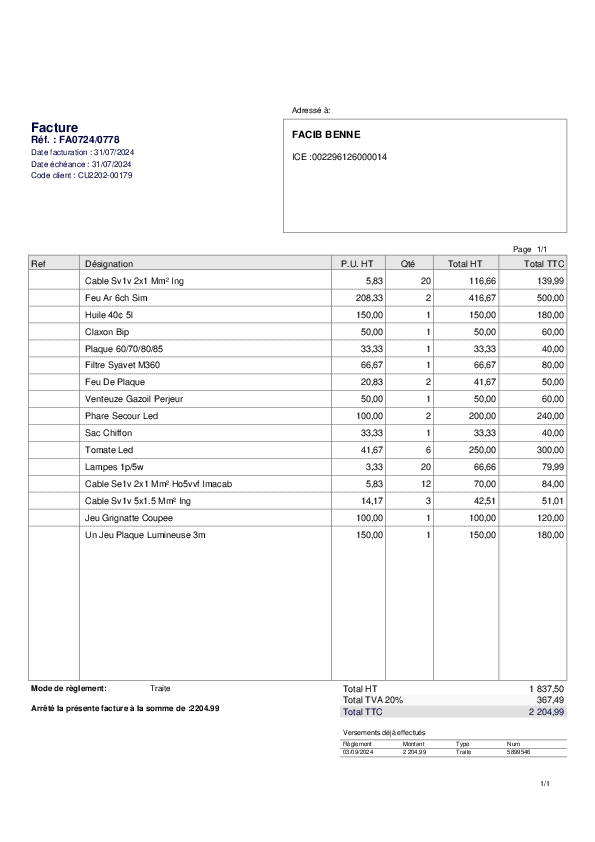 Adressé à:
Facture
Réf. : FA0724/0778
Date facturation : 31/07/2024
Date échéance : 31/07/2024
Code client : CU2202-00179
FACIB BENNE
ICE :002296126000014
Page 1/1
Ref Désignation P.U. HT Qté Total HT Total TTC
Cable Sv1v 2x1 Mm² Ing 5,83 20 116,66 139,99
Feu Ar 6ch Sim 208,33 2 416,67 500,00
Huile 40¢ 5l 150,00 1 150,00 180,00
Claxon Bip 50,00 1 50,00 60,00
Plaque 60/70/80/85 33,33 1 33,33 40,00
Filtre Syavet M360 66,67 1 66,67 80,00
Feu De Plaque 20,83 2 41,67 50,00
Venteuze Gazoil Perjeur 50,00 1 50,00 60,00
Phare Secour Led 100,00 2 200,00 240,00
Sac Chiffon 33,33 1 33,33 40,00
Tomate Led 41,67 6 250,00 300,00
Lampes 1p/5w 3,33 20 66,66 79,99
Cable Se1v 2x1 Mm² Ho5vvf Imacab 5,83 12 70,00 84,00
Cable Sv1v 5x1.5 Mm² Ing 14,17 3 42,51 51,01
Jeu Grignatte Coupee 100,00 1 100,00 120,00
Un Jeu Plaque Lumineuse 3m 150,00 1 150,00 180,00
Mode de règlement: Traite
Arrêté la présente facture à la somme de :2204.99
Total HT 1 837,50
Total TVA 20% 367,49
Total TTC 2 204,99
Versements déjà effectués
Règlement Montant Type Num
03/09/2024 2 204,99 Traite 5899546
1/1